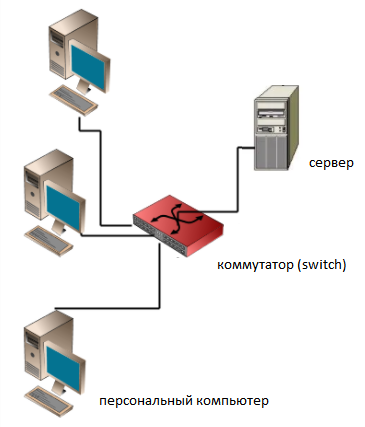 сервер
коммутатор (switch)
персональный компьютер